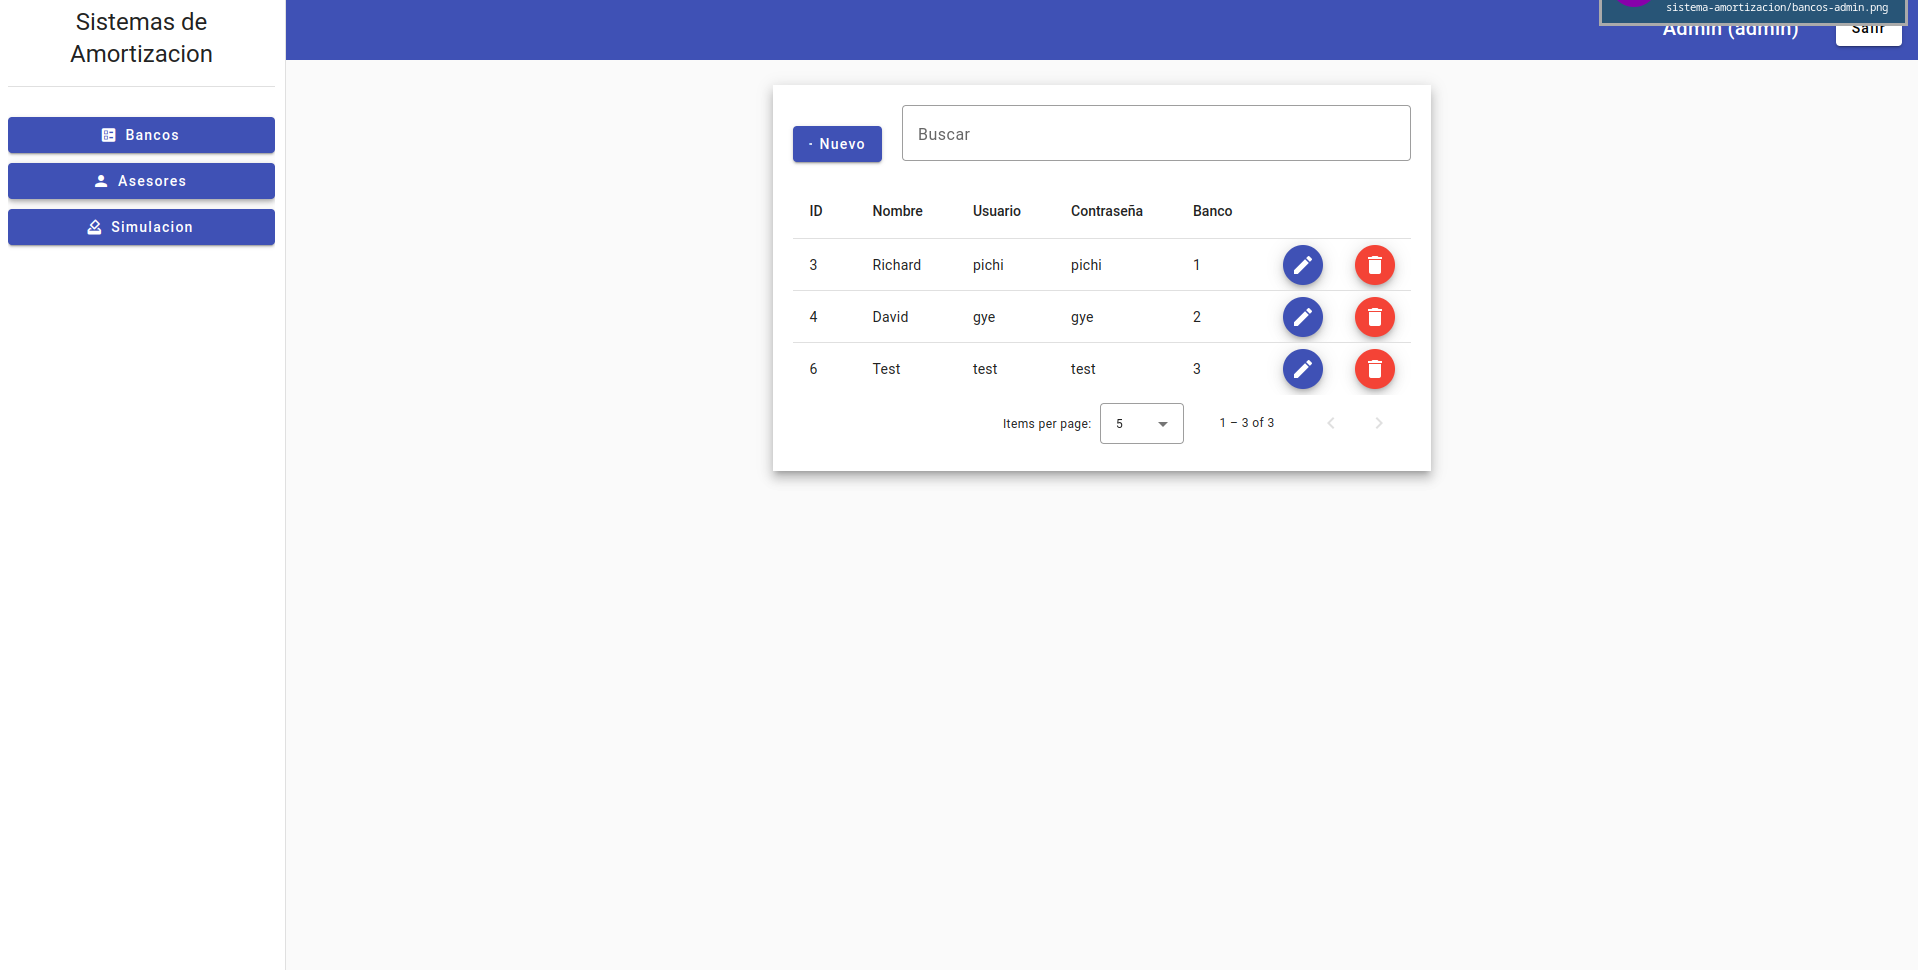 Sistemas de
Amortizacion
Bancos
Asesores
Simulacion
sistema-amortizacion/bancos-admin.png
Admin (admin)
Salir
- Nuevo
Buscar
ID Nombre Usuario Contraseña Banco
3 Richard pichi pichi 1
4 David gye gye 2
6 Test test test 3
Items per page: 5 1 – 3 of 3